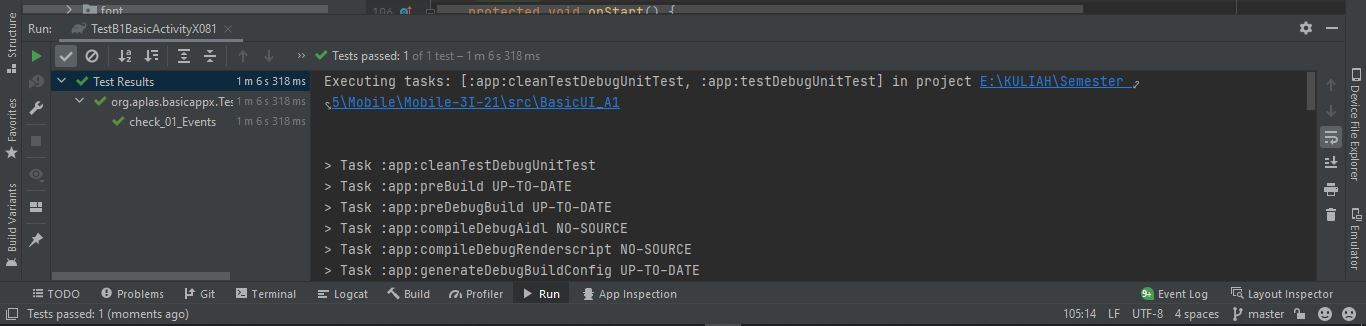 Structure
Favorites
Build Variants
font
106
protected void onStart() {
Run:
TestB1BasicActivityX081
Tests passed: 1 of 1 test – 1 m 6 s 318 ms
Test Results 1 m 6 s 318 ms
org.aplas.basicappx.Tes 1 m 6 s 318 ms
check_01_Events 1 m 6 s 318 ms
Executing tasks: [:app:cleanTestDebugUnitTest, :app:testDebugUnitTest] in project E:\KULIAH\Semester
5\Mobile\Mobile-3I-21\src\BasicUI_A1
> Task :app:cleanTestDebugUnitTest
> Task :app:preBuild UP-TO-DATE
> Task :app:preDebugBuild UP-TO-DATE
> Task :app:compileDebugAidl NO-SOURCE
> Task :app:compileDebugRenderscript NO-SOURCE
> Task :app:generateDebugBuildConfig UP-TO-DATE
Device File Explorer
Emulator
TODO Problems Git Terminal Logcat Build Profiler Run App Inspection 9+ Event Log Layout Inspector
Tests passed: 1 (moments ago) 105:14 LF UTF-8 4 spaces master